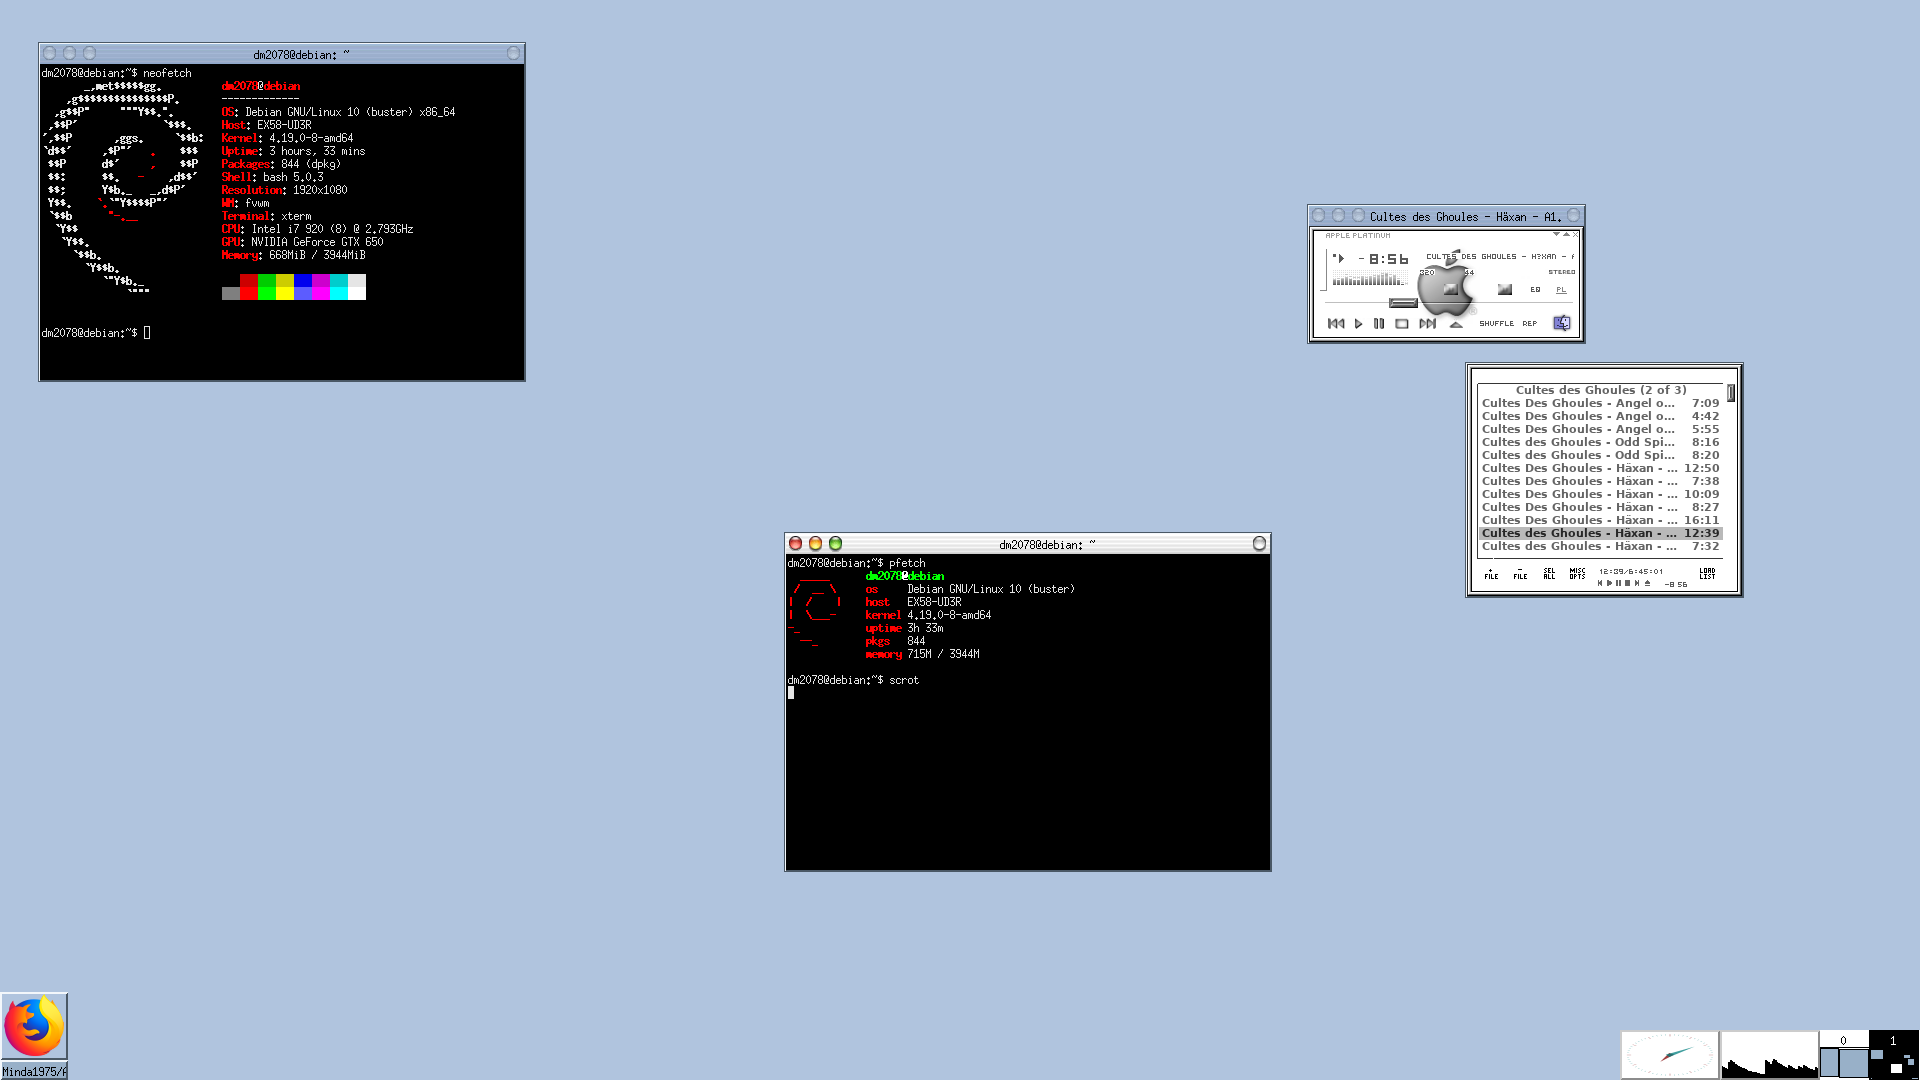 dm2078@debian: ~
dm2078@debian:~$ neofetch
_,met$$$$$gg.
,g$$$$$$$$$$$$$$$P.
,g$$P" """Y$$.".
,$$P' `$$$.
',$$P ,ggs. `$$b:
`d$$' ,$P"' . $$$
$$P d$' , $$P
$$: $$. - ,d$$'
$$; Y$b._ _,d$P'
Y$$. `.`"Y$$$$P"'
`$$b "-.__
`Y$$
`Y$$.
`$$b.
`Y$$b.
`"Y$b._
`"""
dm2078@debian
-------------
OS: Debian GNU/Linux 10 (buster) x86_64
Host: EX58-UD3R
Kernel: 4.19.0-8-amd64
Uptime: 3 hours, 33 mins
Packages: 844 (dpkg)
Shell: bash 5.0.3
Resolution: 1920x1080
WM: fvwm
Terminal: xterm
CPU: Intel i7 920 (8) @ 2.793GHz
GPU: NVIDIA GeForce GTX 650
Memory: 668MiB / 3944MiB
dm2078@debian:~$
Cultes des Ghoules - Häxan - A1.
APPLE PLATINUM
-8:56
CULTES DES GHOULES - H?XAN -
STEREO
EQ
PL
SHUFFLE REP
Cultes des Ghoules (2 of 3)
Cultes Des Ghoules - Angel o... 7:09
Cultes Des Ghoules - Angel o... 4:42
Cultes Des Ghoules - Angel o... 5:55
Cultes des Ghoules - Odd Spi... 8:16
Cultes des Ghoules - Odd Spi... 8:20
Cultes Des Ghoules - Häxan - ... 12:50
Cultes Des Ghoules - Häxan - ... 7:38
Cultes Des Ghoules - Häxan - ... 10:09
Cultes Des Ghoules - Häxan - ... 8:27
Cultes Des Ghoules - Häxan - ... 16:11
Cultes des Ghoules - Häxan - ... 12:39
Cultes des Ghoules - Häxan - ... 7:32
+ FILE
- FILE
SEL ALL
MISC OPTS
12:39/6:45:01
-8 56
LOAD LIST
dm2078@debian: ~
dm2078@debian:~$ pfetch
dm2078@debian
os Debian GNU/Linux 10 (buster)
host EX58-UD3R
kernel 4.19.0-8-amd64
uptime 3h 33m
pkgs 844
memory 715M / 3944M
dm2078@debian:~$ scrot
Minda1975/
0
1